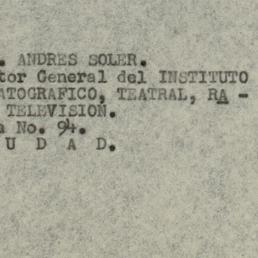 . ANDRES SOLER.
tor General del INSTITUTO
ATOGRAFICO, TEATRAL, RA -
TELEVISION.
a No. 94.
U D A D.